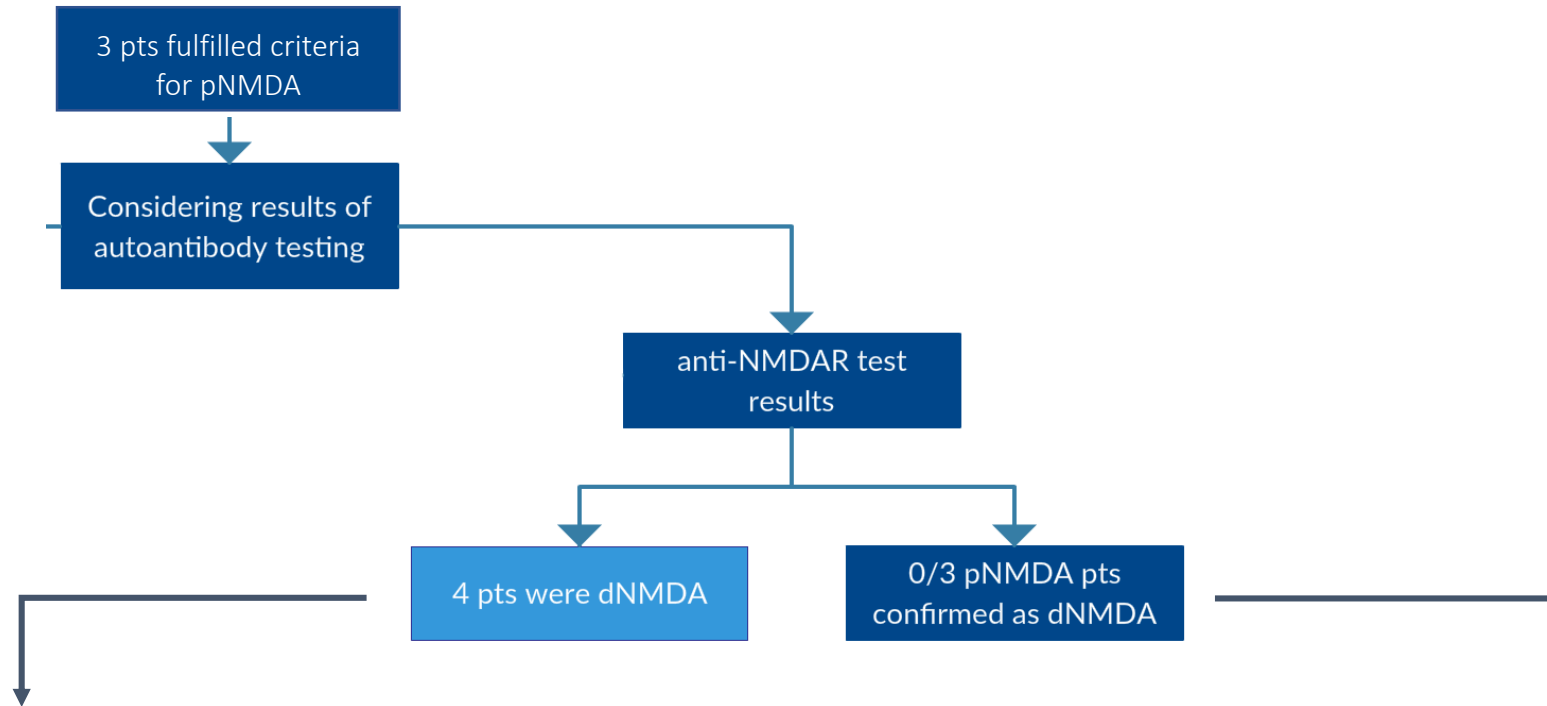 3 pts fulfilled criteria
for pNMDA
Considering results of
autoantibody testing
anti-NMDAR test
results
4 pts were dNMDA
0/3 pNMDA pts
confirmed as dNMDA